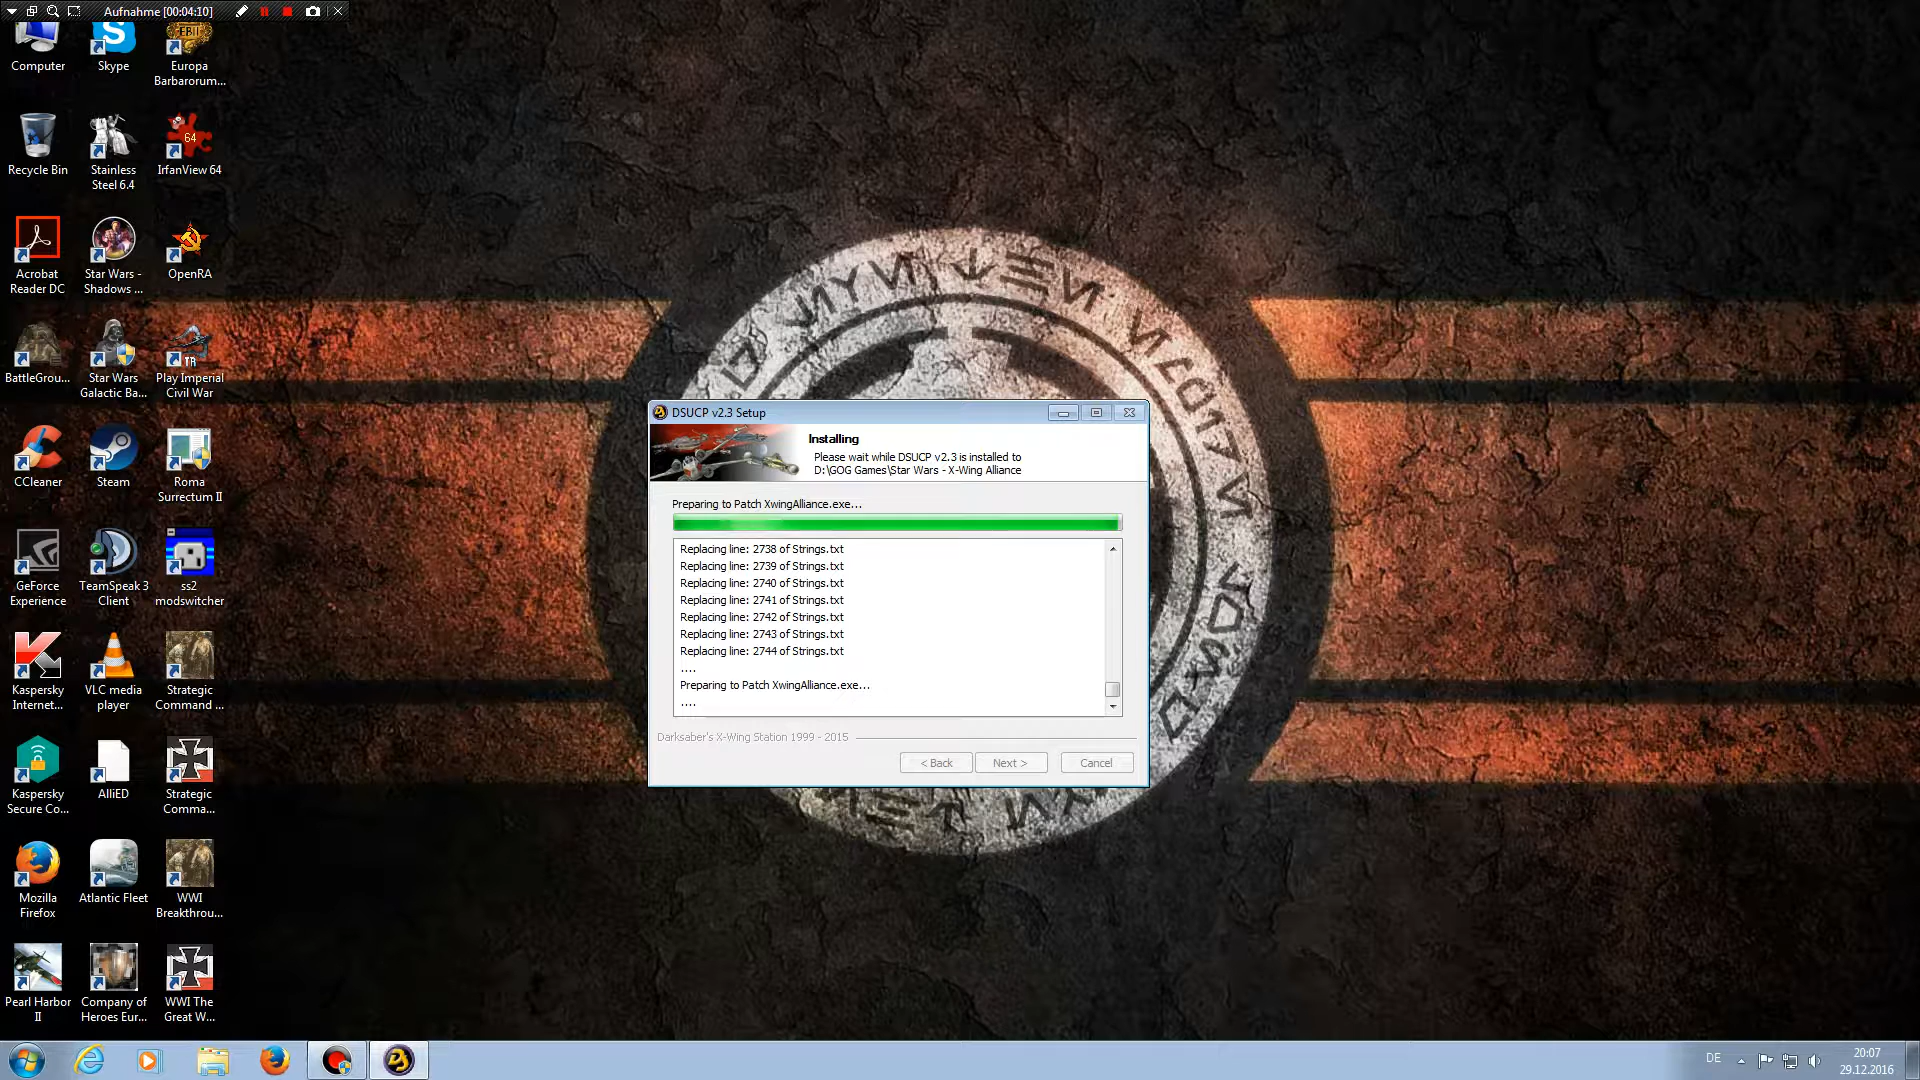 Aufnahme [00:04:10]
Computer
Skype
Europa
Barbarorum...
Recycle Bin
Stainless
Steel 6.4
IrfanView 64
Acrobat
Reader DC
Star Wars -
Shadows ...
OpenRA
BattleGrou...
Star Wars
Galactic Ba...
Play Imperial
Civil War
CCleaner
Steam
Roma
Surrectum II
GeForce
Experience
TeamSpeak 3
Client
ss2
modswitcher
Kaspersky
Internet...
VLC media
player
Strategic
Command ...
Kaspersky
Secure Co...
AlliED
Strategic
Comma...
Mozilla
Firefox
Atlantic Fleet
WWI
Breakthrou...
Pearl Harbor
II
Company of
Heroes Eur...
WWI The
Great W...
DSUCP v2.3 Setup
Installing
Please wait while DSUCP v2.3 is installed to
D:\GOG Games\Star Wars - X-Wing Alliance
Preparing to Patch XwingAlliance.exe...
Replacing line: 2738 of Strings.txt
Replacing line: 2739 of Strings.txt
Replacing line: 2740 of Strings.txt
Replacing line: 2741 of Strings.txt
Replacing line: 2742 of Strings.txt
Replacing line: 2743 of Strings.txt
Replacing line: 2744 of Strings.txt
....
Preparing to Patch XwingAlliance.exe...
....
Darksaber's X-Wing Station 1999 - 2015
< Back
Next >
Cancel
DE
20:07
29.12.2016